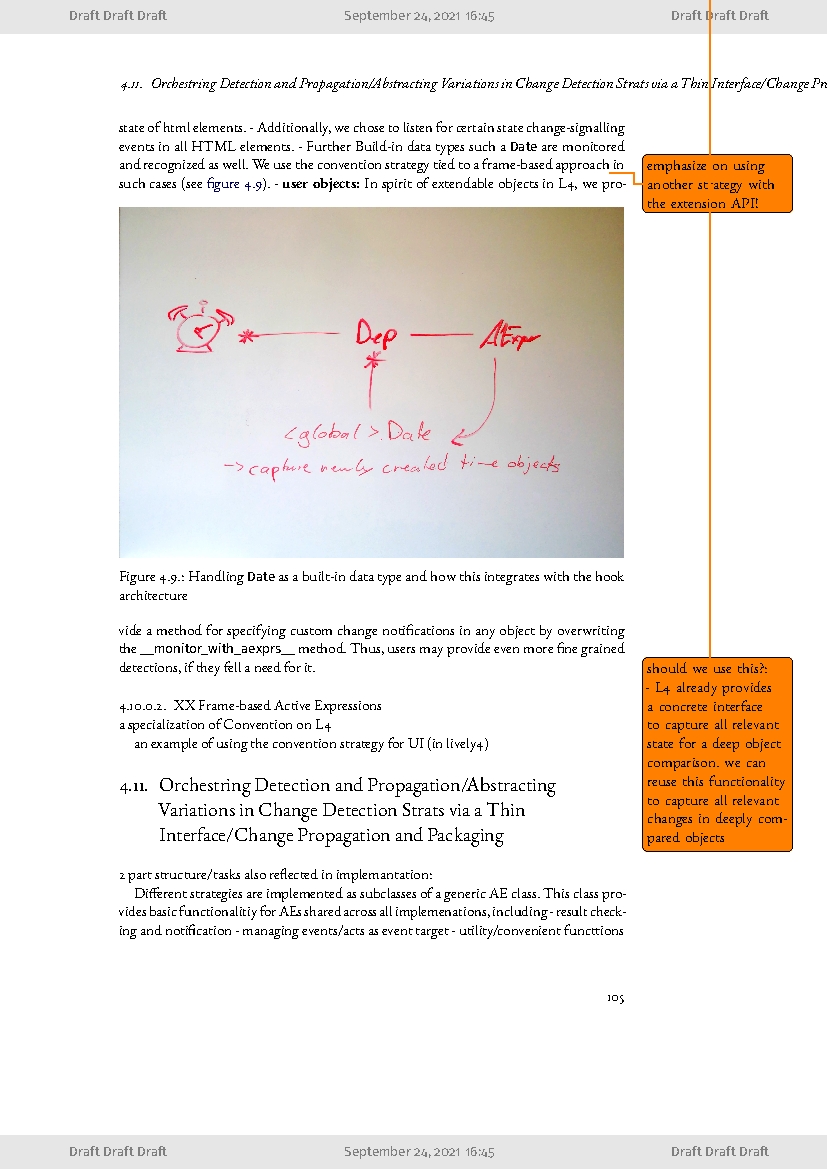 Draft Draft Draft September 24, 2021 16:45 Draft Draft Draft
4.11. Orchestring Detection and Propagation/Abstracting Variations in Change Detection Strats via a Thin Interface/Change Pr
state of html elements. - Additionally, we chose to listen for certain state change-signalling
events in all HTML elements. - Further Build-in data types such a Date are monitored
and recognized as well. We use the convention strategy tied to a frame-based approach in
such cases (see figure 4.9). - user objects: In spirit of extendable objects in L4, we pro-
emphasize on using
another strategy with
the extension API!
* Dep AExpr
*
<global>.Date
-> capture newly created time objects
Figure 4.9.: Handling Date as a built-in data type and how this integrates with the hook
architecture
vide a method for specifying custom change notifications in any object by overwriting
the __monitor_with_aexprs__ method. Thus, users may provide even more fine grained
detections, if they fell a need for it.
4.10.0.2. XX Frame-based Active Expressions
a specialization of Convention on L4
an example of using the convention strategy for UI (in lively4)
should we use this?:
- L4 already provides
a concrete interface
to capture all relevant
state for a deep object
comparison. we can
reuse this functionality
to capture all relevant
changes in deeply com-
pared objects
4.11. Orchestring Detection and Propagation/Abstracting
Variations in Change Detection Strats via a Thin
Interface/Change Propagation and Packaging
2 part structure/tasks also reflected in implemantation:
Different strategies are implemented as subclasses of a generic AE class. This class pro-
vides basic functionalitiy for AEs shared across all implemenations, including - result check-
ing and notification - managing events/acts as event target - utility/convenient functtions
105
Draft Draft Draft September 24, 2021 16:45 Draft Draft Draft